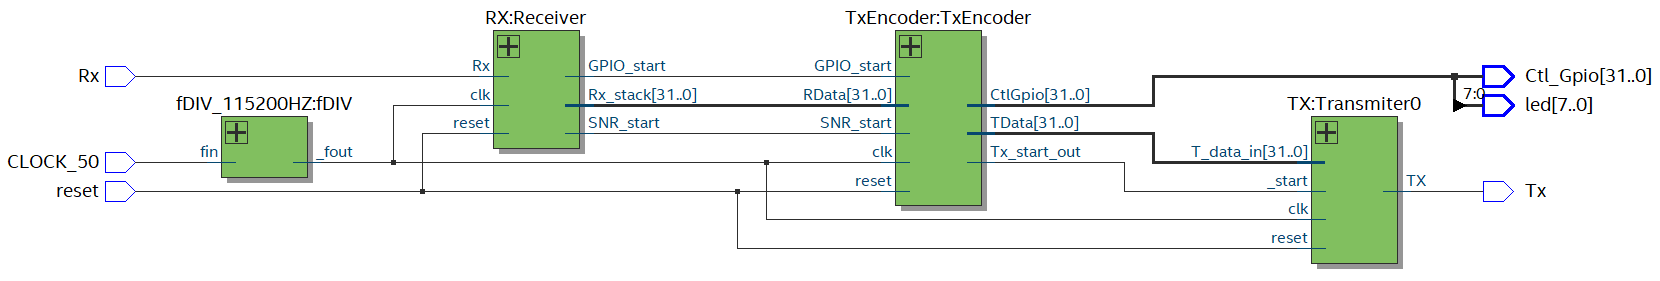 RX:Receiver
TxEncoder:TxEncoder
Rx
Rx
GPIO_start
GPIO_start
Ctl_Gpio[31..0]
fDIV_115200HZ:fDIV
clk
Rx_stack[31..0]
RData[31..0]
CtlGpio[31..0]
7:0
led[7..0]
TX:Transmiter0
reset
SNR_start
SNR_start
TData[31..0]
CLOCK_50
fin
_fout
clk
Tx_start_out
T_data_in[31..0]
reset
reset
_start
TX
Tx
clk
reset